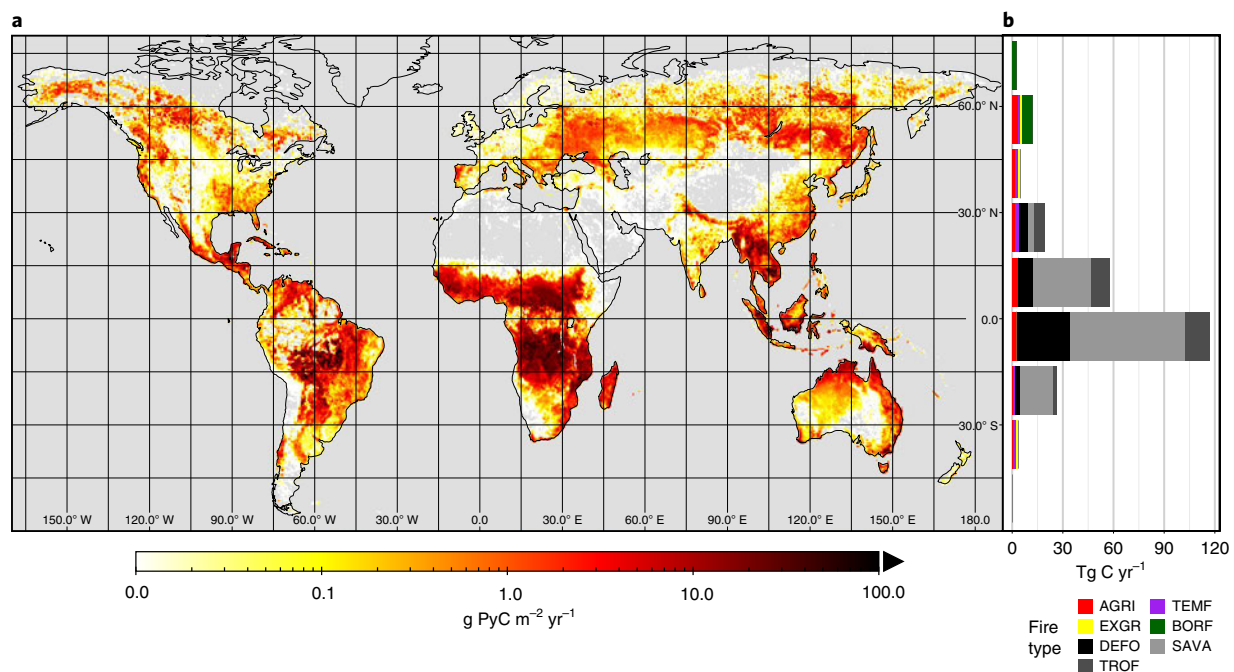 a
b
60.0° N
30.0° N
0.0
30.0° S
150.0° W 120.0° W 90.0° W 60.0° W 30.0° W 0.0 30.0° E 60.0° E 90.0° E 120.0° E 150.0° E 180.0
0 30 60 90 120
Tg C yr⁻¹
0.0 0.1 1.0 10.0 100.0
g PyC m⁻² yr⁻¹
Fire type
AGRI TEMF
EXGR BORF
DEFO SAVA
TROF